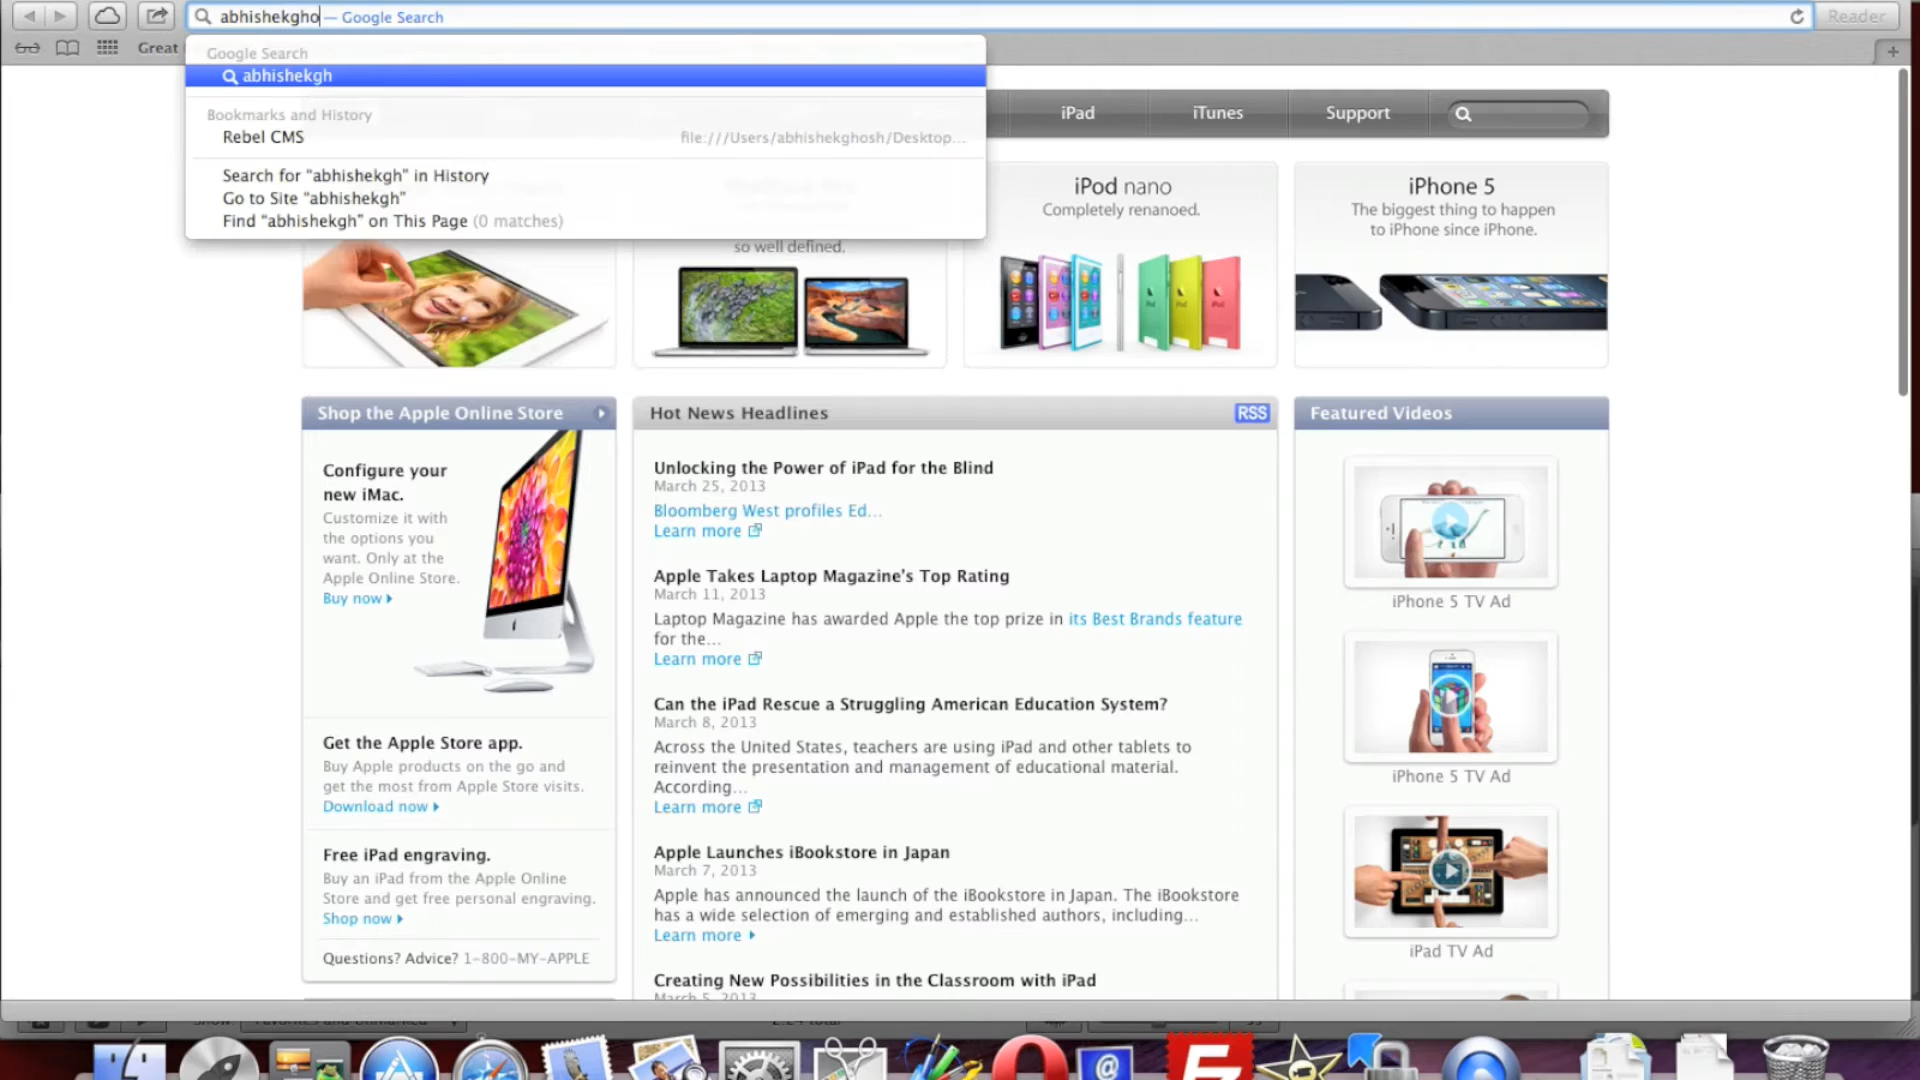 abhishekgho — Google Search
Reader
Great
Google Search
abhishekgh
Bookmarks and History
Rebel CMS file:///Users/abhishekghosh/Desktop...
Search for "abhishekgh" in History
Go to Site "abhishekgh"
Find "abhishekgh" on This Page (0 matches)
iPad
iTunes
Support
so well defined.
iPod nano
Completely renanoed.
iPhone 5
The biggest thing to happen
to iPhone since iPhone.
Shop the Apple Online Store
Configure your
new iMac.
Customize it with
the options you
want. Only at the
Apple Online Store.
Buy now
Get the Apple Store app.
Buy Apple products on the go and
get the most from Apple Store visits.
Download now
Free iPad engraving.
Buy an iPad from the Apple Online
Store and get free personal engraving.
Shop now
Questions? Advice? 1-800-MY-APPLE
Hot News Headlines
RSS
Unlocking the Power of iPad for the Blind
March 25, 2013
Bloomberg West profiles Ed...
Learn more
Apple Takes Laptop Magazine's Top Rating
March 11, 2013
Laptop Magazine has awarded Apple the top prize in its Best Brands feature
for the...
Learn more
Can the iPad Rescue a Struggling American Education System?
March 8, 2013
Across the United States, teachers are using iPad and other tablets to
reinvent the presentation and management of educational material.
According...
Learn more
Apple Launches iBookstore in Japan
March 7, 2013
Apple has announced the launch of the iBookstore in Japan. The iBookstore
has a wide selection of emerging and established authors, including...
Learn more
Creating New Possibilities in the Classroom with iPad
March 5, 2013
Featured Videos
iPhone 5 TV Ad
iPhone 5 TV Ad
iPad TV Ad